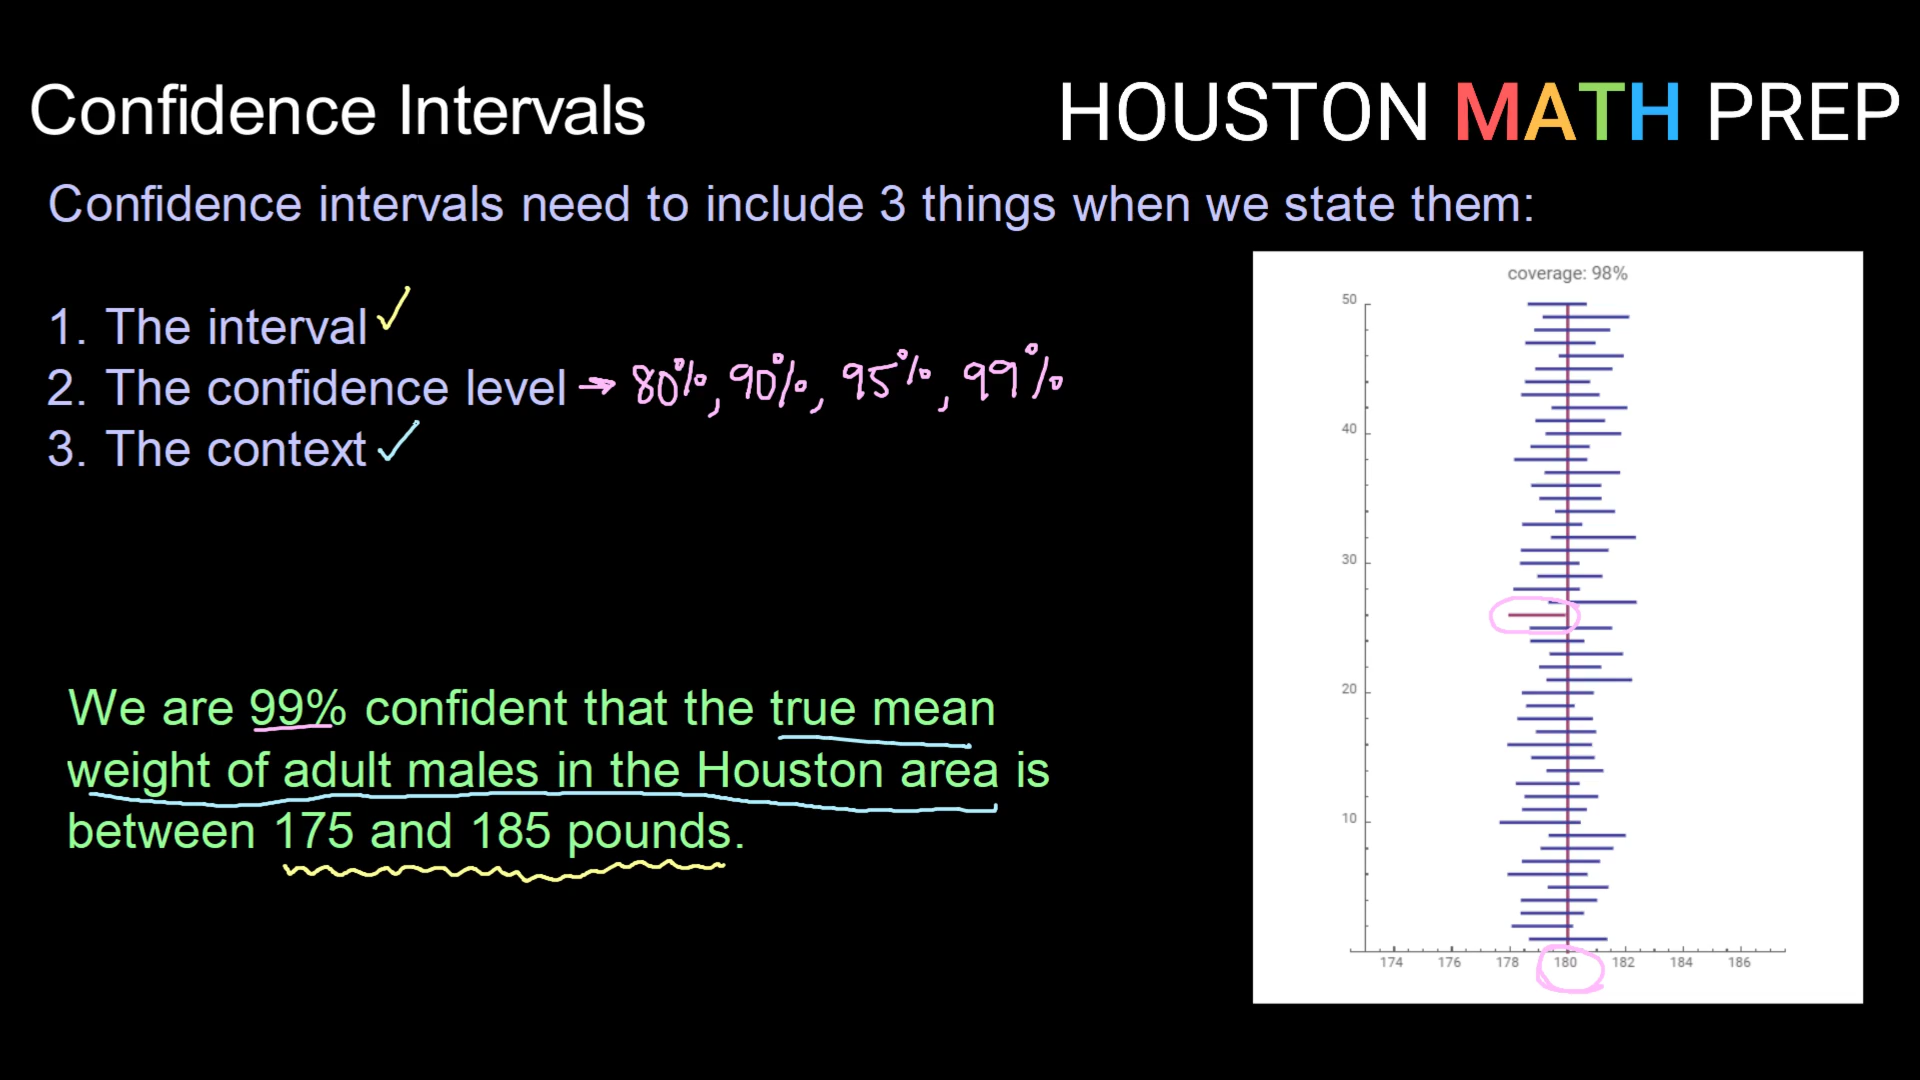 Confidence Intervals
HOUSTON MATH PREP
Confidence intervals need to include 3 things when we state them:
1. The interval
2. The confidence level → 80%, 90%, 95%, 99%
3. The context
We are 99% confident that the true mean
weight of adult males in the Houston area is
between 175 and 185 pounds.
coverage: 98%
50
40
30
20
10
174 176 178 180 182 184 186